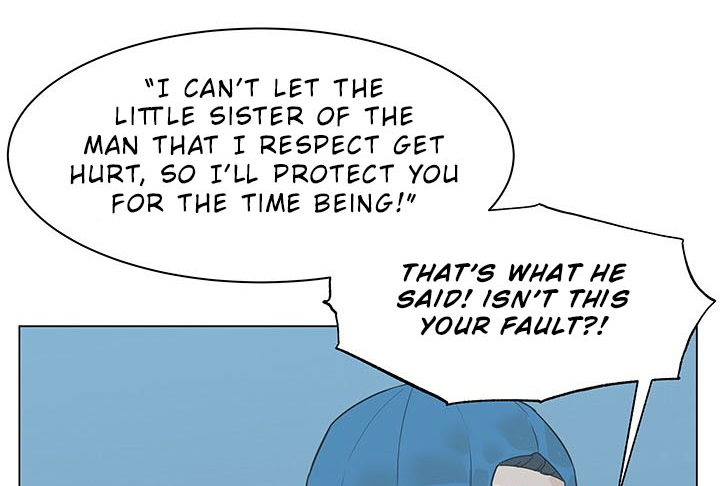 "I CAN'T LET THE
LITTLE SISTER OF THE
MAN THAT I RESPECT GET
HURT, SO I'LL PROTECT YOU
FOR THE TIME BEING!"
THAT'S WHAT HE
SAID! ISN'T THIS
YOUR FAULT?!